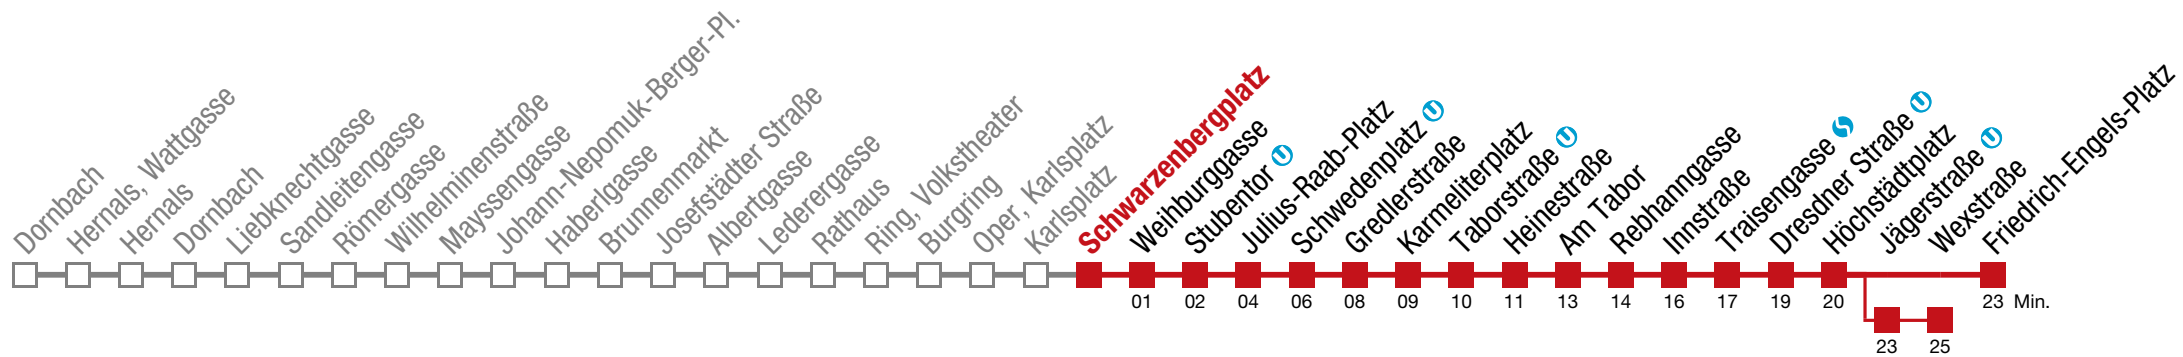 Dornbach
Hernals, Wattgasse
Hernals
Dornbach
Liebknechtgasse
Sandleitengasse
Römergasse
Wilhelminenstraße
Mayssengasse
Johann-Nepomuk-Berger-Pl.
Haberlgasse
Brunnenmarkt
Josefstädter Straße
Albertgasse
Lederergasse
Rathaus
Ring, Volkstheater
Burgring
Oper, Karlsplatz
Karlsplatz
Schwarzenbergplatz
Weihburggasse
Stubentor U
Julius-Raab-Platz
Schwedenplatz U
Gredlerstraße
Karmeliterplatz
Taborstraße U
Heinestraße
Am Tabor
Rebhanngasse
Innstraße
Traisengasse S
Dresdner Straße U
Höchstädtplatz
Jägerstraße U
Wexstraße
Friedrich-Engels-Platz
01 02 04 06 08 09 10 11 13 14 16 17 19 20 23 Min.
23 25